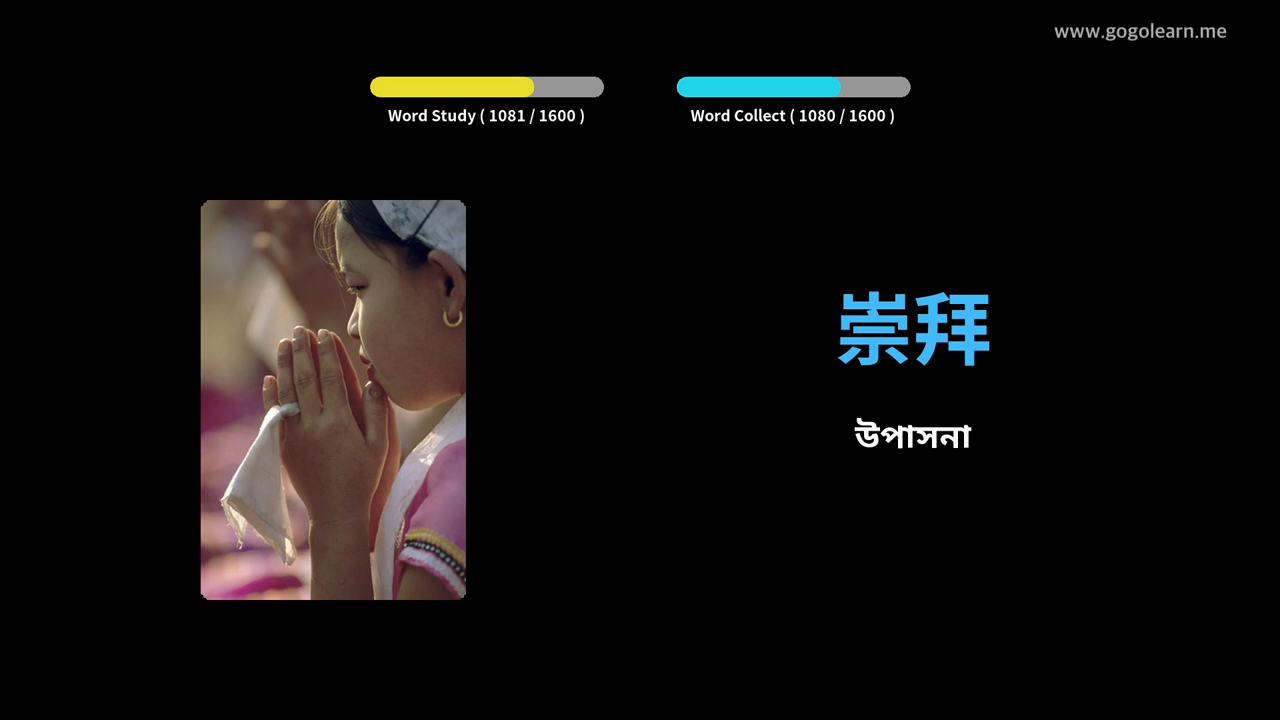 www.gogolearn.me
Word Study ( 1081 / 1600 )
Word Collect ( 1080 / 1600 )
崇拜
উপাসনা